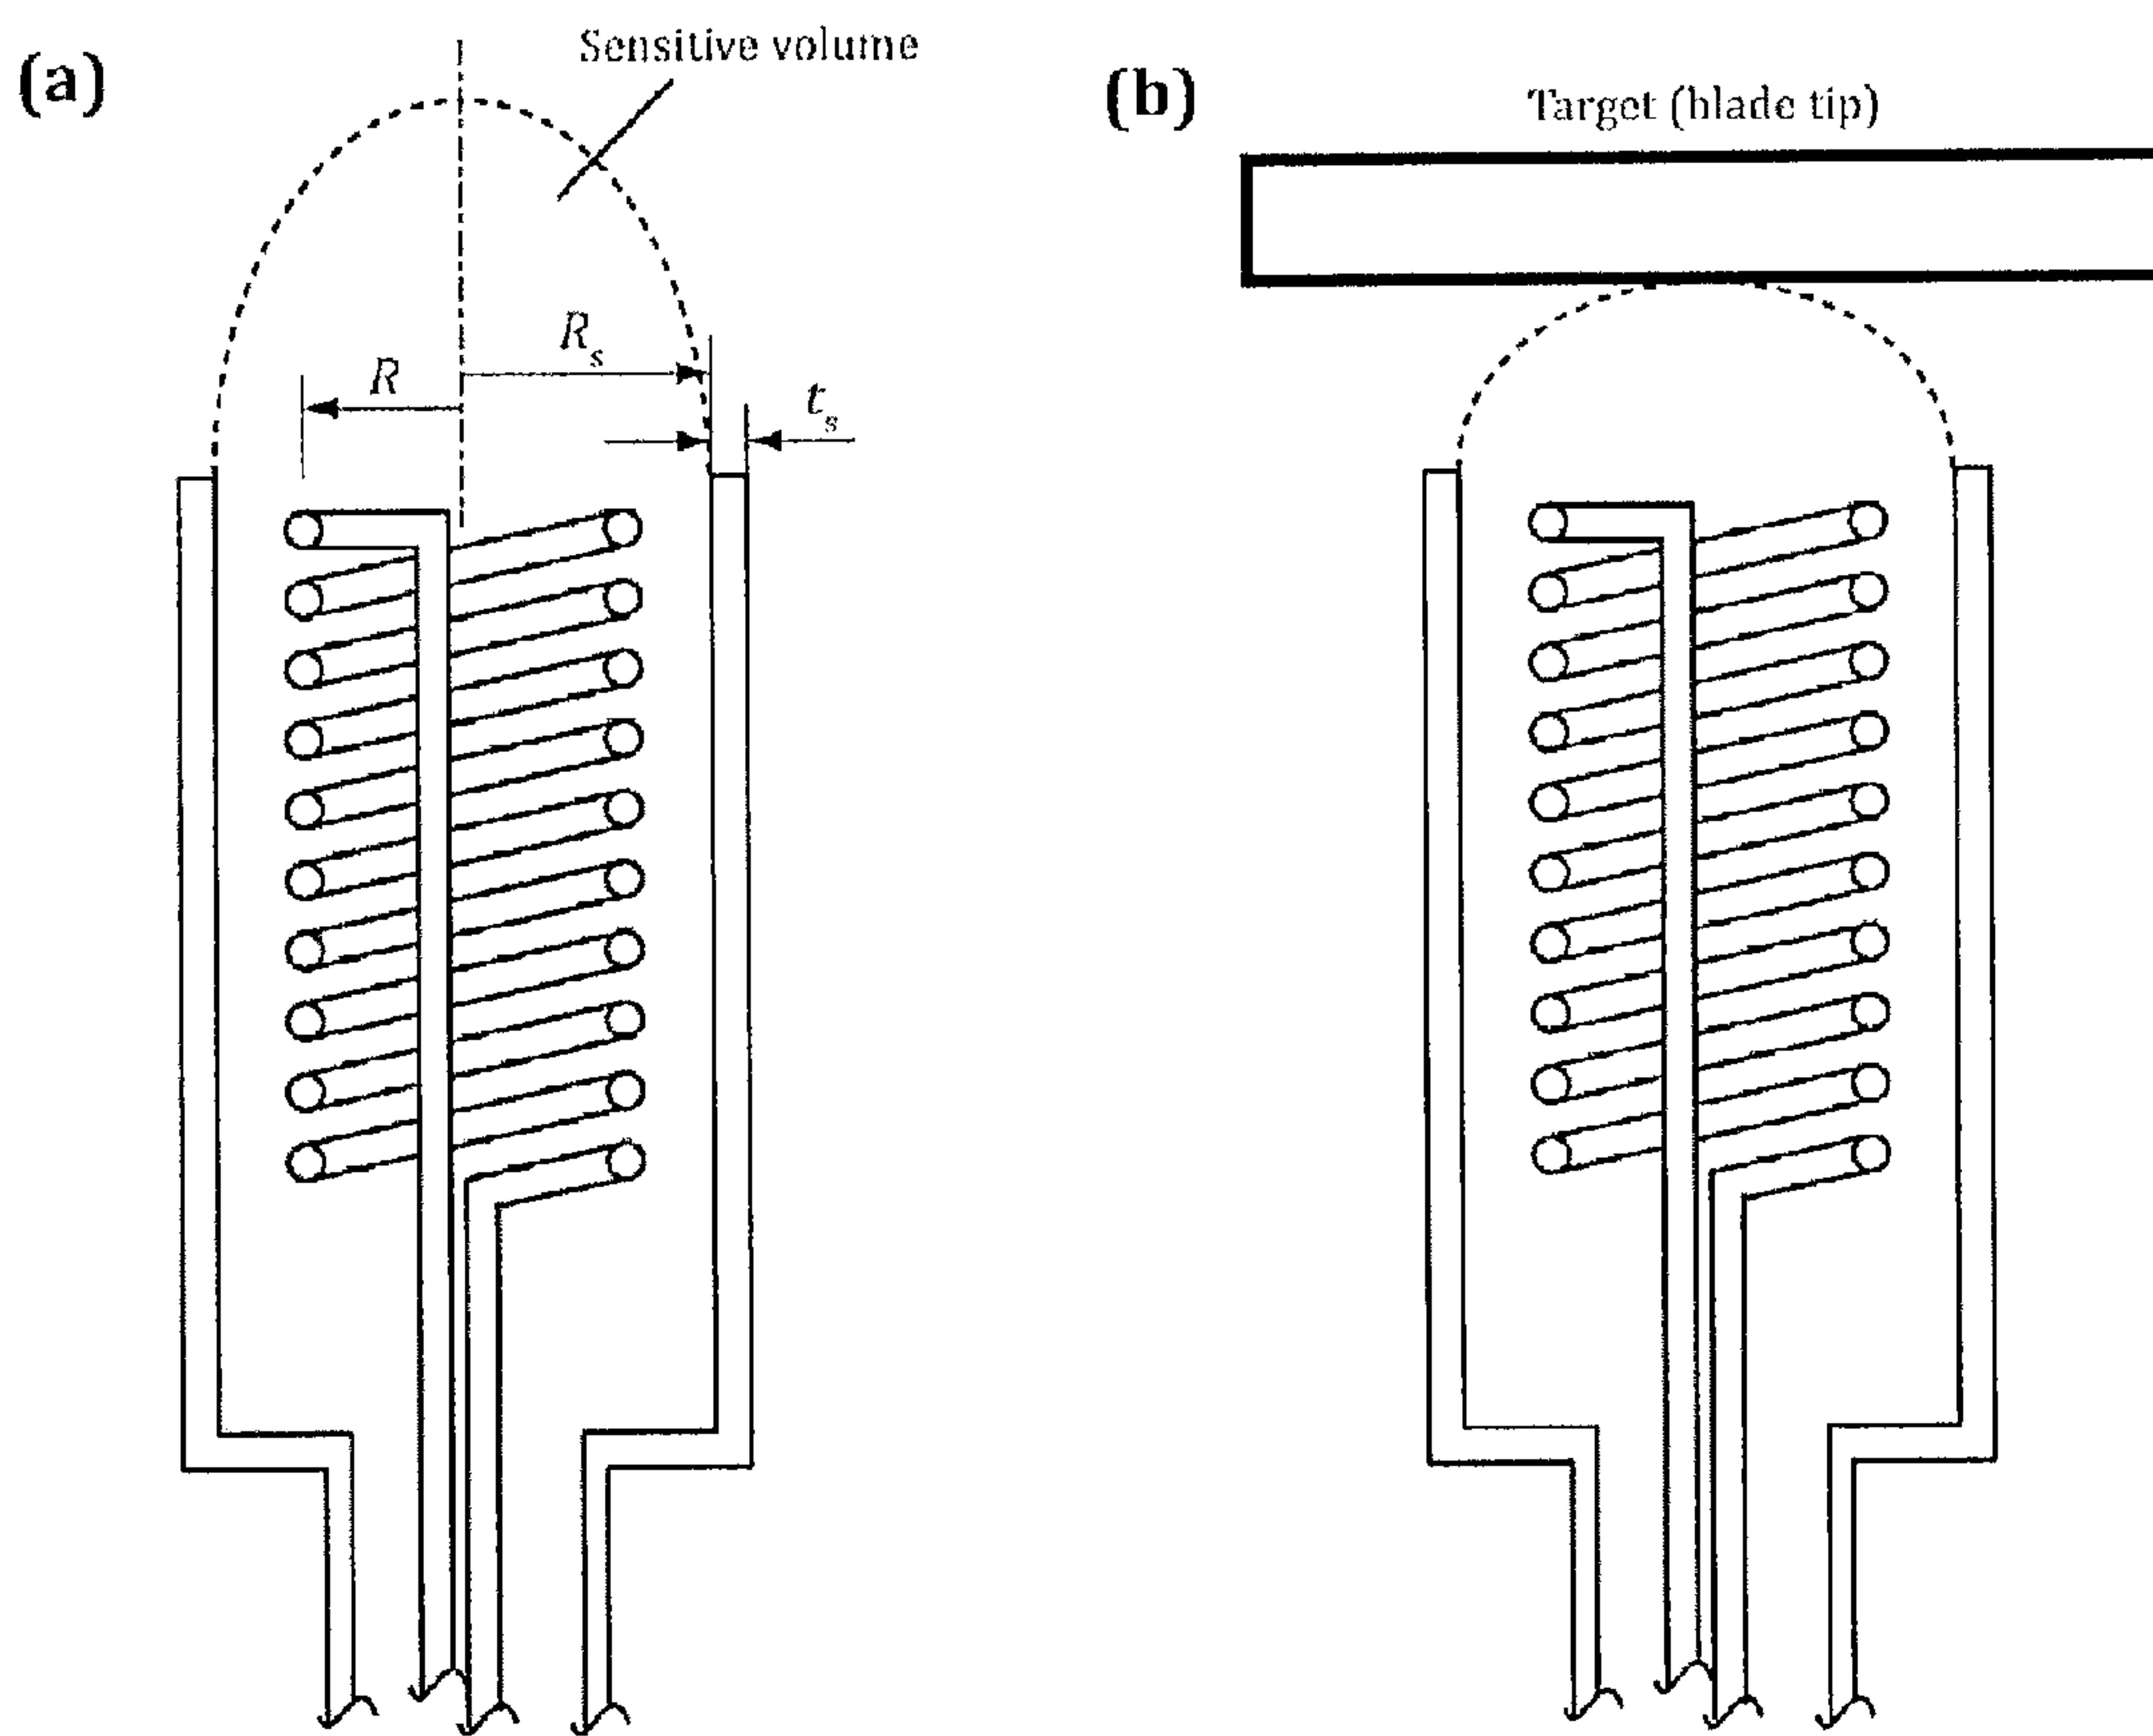 (a)
Sensitive volume
(b)
Target (blade tip)
Rs
R
ts